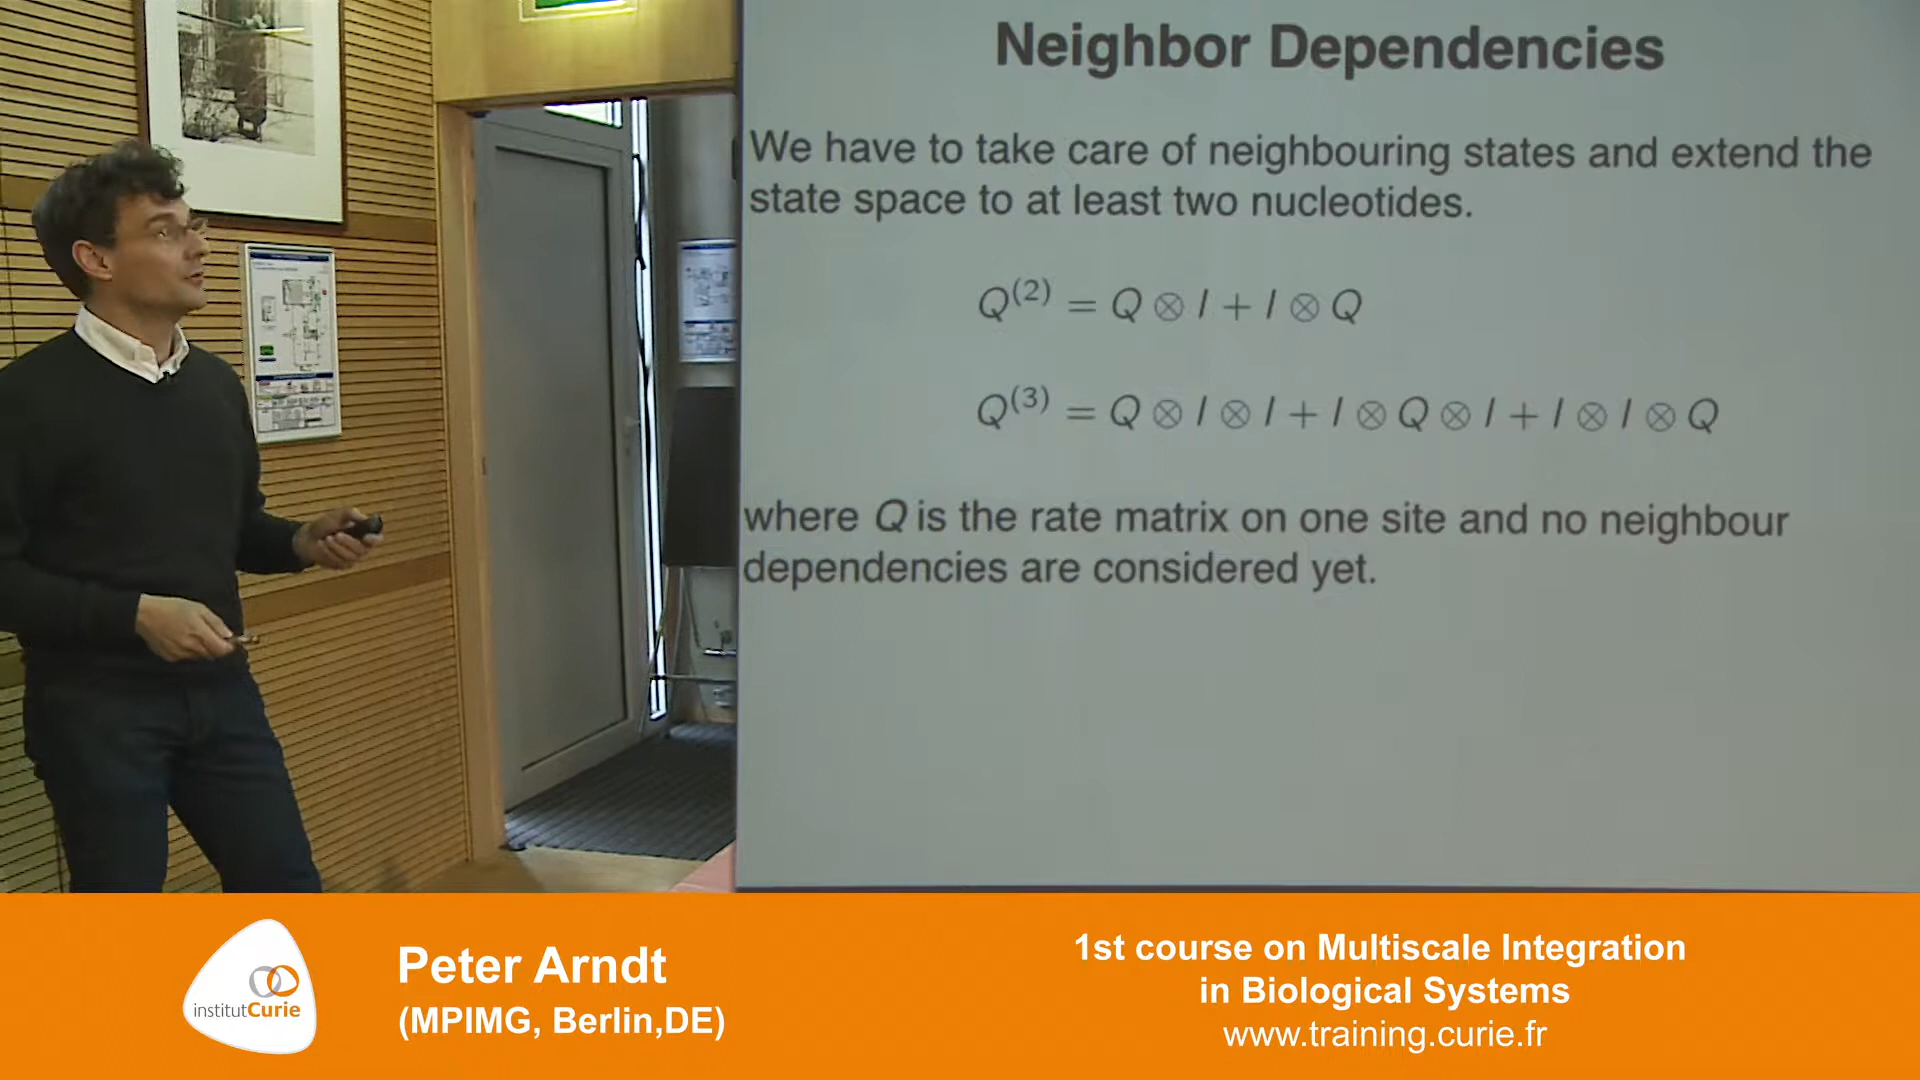 Neighbor Dependencies
We have to take care of neighbouring states and extend the
state space to at least two nucleotides.
Q⁽²⁾ = Q ⊗ I + I ⊗ Q
Q⁽³⁾ = Q ⊗ I ⊗ I + I ⊗ Q ⊗ I + I ⊗ I ⊗ Q
where Q is the rate matrix on one site and no neighbour
dependencies are considered yet.
institutCurie
Peter Arndt
(MPIMG, Berlin,DE)
1st course on Multiscale Integration
in Biological Systems
www.training.curie.fr